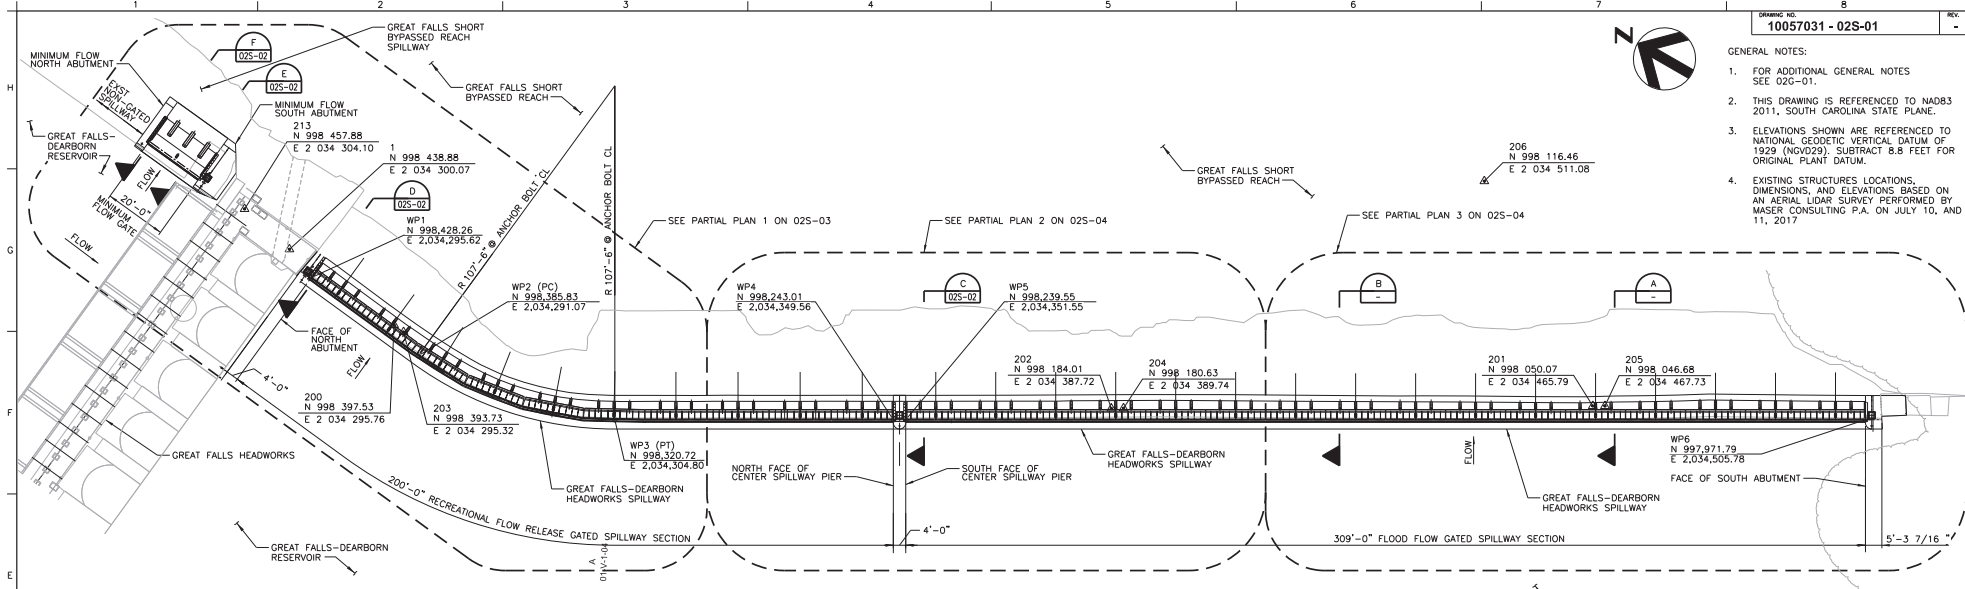 1 2 3 4 5 6 7 8
DRAWING NO.
10057031 - 02S-01
REV.
-
GENERAL NOTES:
1. FOR ADDITIONAL GENERAL NOTES
SEE 02G-01.
2. THIS DRAWING IS REFERENCED TO NAD83
2011, SOUTH CAROLINA STATE PLANE.
3. ELEVATIONS SHOWN ARE REFERENCED TO
NATIONAL GEODETIC VERTICAL DATUM OF
1929 (NGVD29). SUBTRACT 8.8 FEET FOR
ORIGINAL PLANT DATUM.
4. EXISTING STRUCTURES LOCATIONS,
DIMENSIONS, AND ELEVATIONS BASED ON
AN AERIAL LIDAR SURVEY PERFORMED BY
MASER CONSULTING P.A. ON JULY 10, AND
11, 2017
N
H
G
F
E
GREAT FALLS SHORT
BYPASSED REACH
SPILLWAY
F
02S-02
MINIMUM FLOW
NORTH ABUTMENT
E
02S-02
EXST
NON-GATED
SPILLWAY
MINIMUM FLOW
SOUTH ABUTMENT
GREAT FALLS SHORT
BYPASSED REACH
GREAT FALLS-
DEARBORN
RESERVOIR
213
N 998 457.88
E 2 034 304.10
1
N 998 438.88
E 2 034 300.07
FLOW
20'-0"
MINIMUM
FLOW GATE
FLOW
D
02S-02
WP1
N 998,428.26
E 2,034,295.62
R 107'-6" @ ANCHOR BOLT CL
R 107'-6" @ ANCHOR BOLT CL
GREAT FALLS SHORT
BYPASSED REACH
206
N 998 116.46
E 2 034 511.08
SEE PARTIAL PLAN 1 ON 02S-03
SEE PARTIAL PLAN 2 ON 02S-04
SEE PARTIAL PLAN 3 ON 02S-04
WP2 (PC)
N 998,385.83
E 2,034,291.07
WP4
N 998,243.01
E 2,034,349.56
C
02S-02
WP5
N 998,239.55
E 2,034,351.55
B
-
A
-
FACE OF
NORTH
ABUTMENT
FLOW
4'-0"
200
N 998 397.53
E 2 034 295.76
203
N 998 393.73
E 2 034 295.32
202
N 998 184.01
E 2 034 387.72
204
N 998 180.63
E 2 034 389.74
201
N 998 050.07
E 2 034 465.79
205
N 998 046.68
E 2 034 467.73
WP3 (PT)
N 998,320.72
E 2,034,304.80
GREAT FALLS HEADWORKS
GREAT FALLS-DEARBORN
HEADWORKS SPILLWAY
NORTH FACE OF
CENTER SPILLWAY PIER
SOUTH FACE OF
CENTER SPILLWAY PIER
GREAT FALLS-DEARBORN
HEADWORKS SPILLWAY
FLOW
GREAT FALLS-DEARBORN
HEADWORKS SPILLWAY
WP6
N 997,971.79
E 2,034,505.78
FACE OF SOUTH ABUTMENT
200'-0" RECREATIONAL FLOW RELEASE GATED SPILLWAY SECTION
4'-0"
309'-0" FLOOD FLOW GATED SPILLWAY SECTION
5'-3 7/16 "
GREAT FALLS-DEARBORN
RESERVOIR
A
01-V-1-04